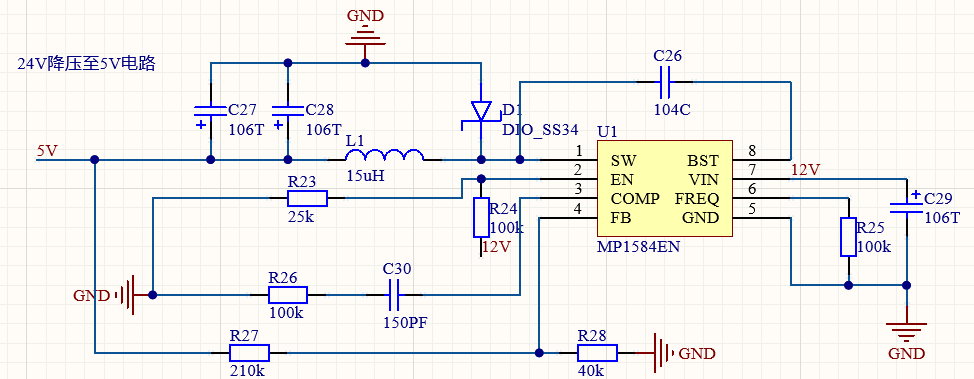 GND
24V降压至5V电路
C26
104C
C27
106T
C28
106T
D1
DIO_SS34
U1
L1
15uH
5V
1
SW
BST
8
2
EN
VIN
7
12V
3
COMP
FREQ
6
4
FB
GND
5
MP1584EN
R23
25k
R24
100k
12V
C29
106T
R25
100k
GND
R26
100k
C30
150PF
R27
210k
R28
40k
GND
GND